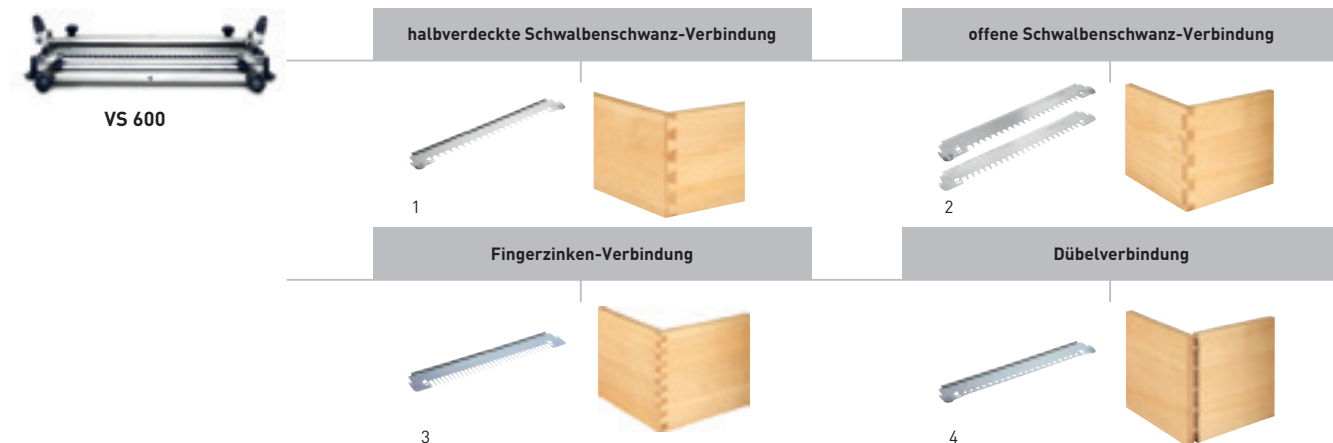 halbverdeckte Schwalbenschwanz-Verbindung
offene Schwalbenschwanz-Verbindung
VS 600
1
2
Fingerzinken-Verbindung
Dübelverbindung
3
4